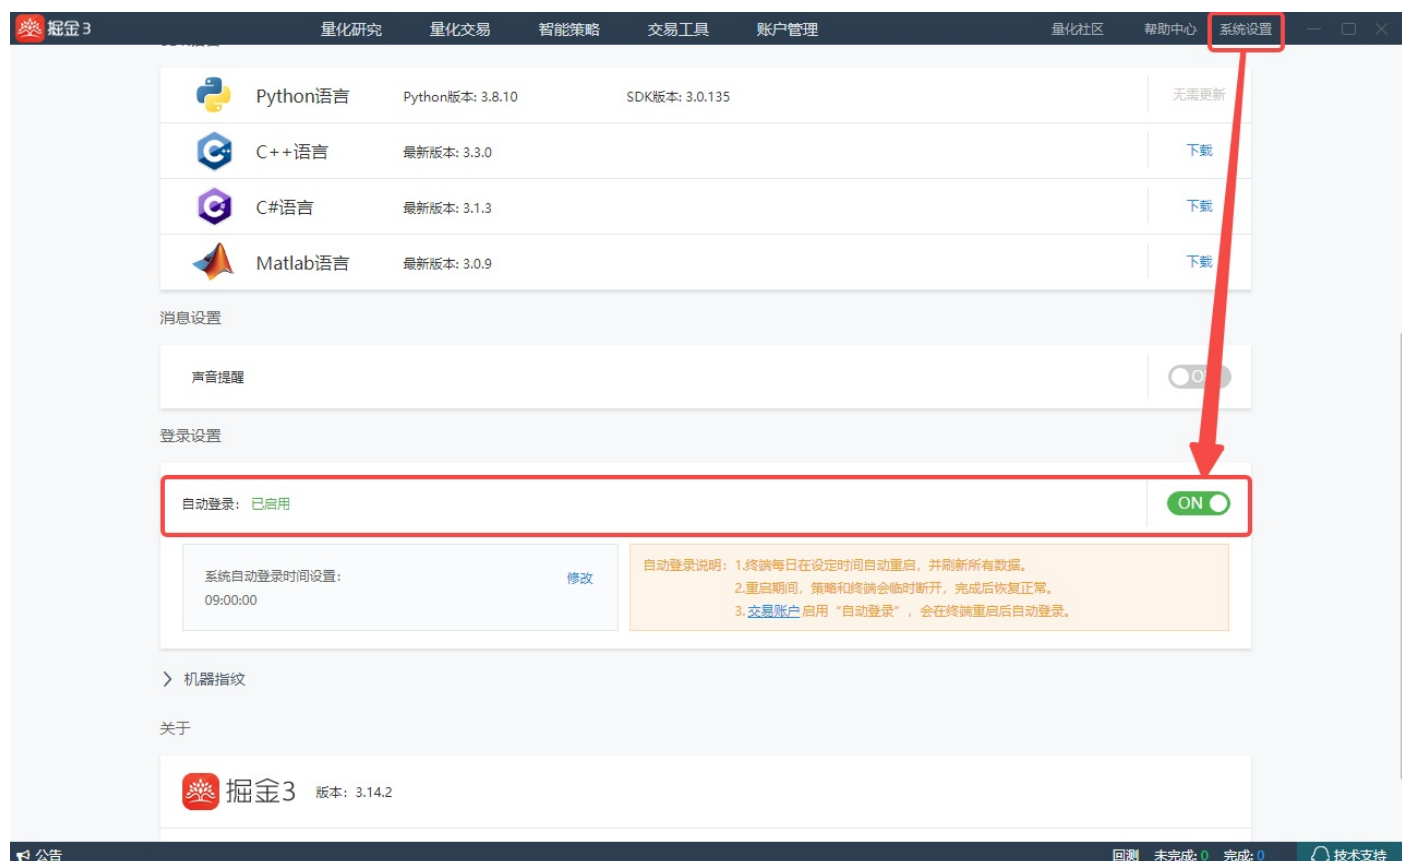 掘金3 量化研究 量化交易 智能策略 交易工具 账户管理 量化社区 帮助中心 系统设置
Python语言 Python版本: 3.8.10 SDK版本: 3.0.135 无需更新
C++语言 最新版本: 3.3.0 下载
C#语言 最新版本: 3.1.3 下载
Matlab语言 最新版本: 3.0.9 下载
消息设置
声音提醒
登录设置
自动登录: 已启用 ON
系统自动登录时间设置: 修改
09:00:00
自动登录说明: 1.终端每日在设定时间自动重启，并刷新所有数据。
2.重启期间，策略和终端会临时断开，完成后恢复正常。
3. 交易账户 启用“自动登录”，会在终端重启后自动登录。
机器指纹
关于
掘金3 版本: 3.14.2
公告 回测 未完成: 0 完成: 0 技术支持